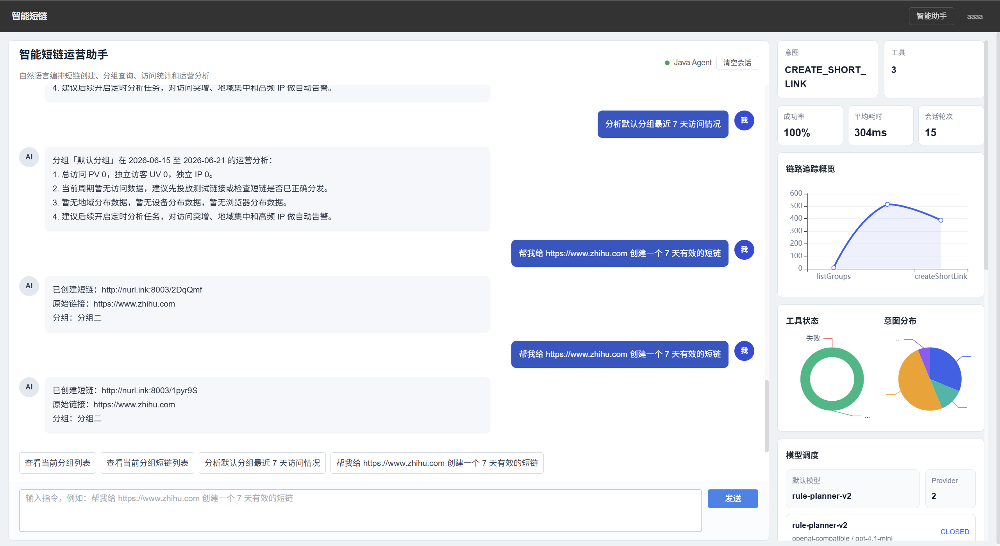 智能短链
智能助手
aaaa
智能短链运营助手
自然语言编排短链创建、分组查询、访问统计和运营分析
Java Agent
清空会话
4. 建议后续开启定时分析任务，对访问突增、地域集中和高频 IP 做自动告警。
分析默认分组最近 7 天访问情况
我
AI
分组「默认分组」在 2026-06-15 至 2026-06-21 的运营分析：
1. 总访问 PV 0，独立访客 UV 0，独立 IP 0。
2. 当前周期暂无访问数据，建议先投放测试链接或检查短链是否已正确分发。
3. 暂无地域分布数据，暂无设备分布数据，暂无浏览器分布数据。
4. 建议后续开启定时分析任务，对访问突增、地域集中和高频 IP 做自动告警。
帮我给 https://www.zhihu.com 创建一个 7 天有效的短链
我
AI
已创建短链：http://nurl.ink:8003/2DqQmf
原始链接：https://www.zhihu.com
分组：分组二
帮我给 https://www.zhihu.com 创建一个 7 天有效的短链
我
AI
已创建短链：http://nurl.ink:8003/1pyr9S
原始链接：https://www.zhihu.com
分组：分组二
查看当前分组列表
查看当前分组短链列表
分析默认分组最近 7 天访问情况
帮我给 https://www.zhihu.com 创建一个 7 天有效的短链
输入指令，例如：帮我给 https://www.zhihu.com 创建一个 7 天有效的短链
发送
意图
CREATE_SHORT_
LINK
工具
3
成功率
100%
平均耗时
304ms
会话轮次
15
链路追踪概览
600
500
400
300
200
100
0
listGroups
createShortLink
工具状态
失败
...
意图分布
...
模型调度
默认模型
rule-planner-v2
Provider
2
rule-planner-v2
CLOSED
openai-compatible / gpt-4.1-mini